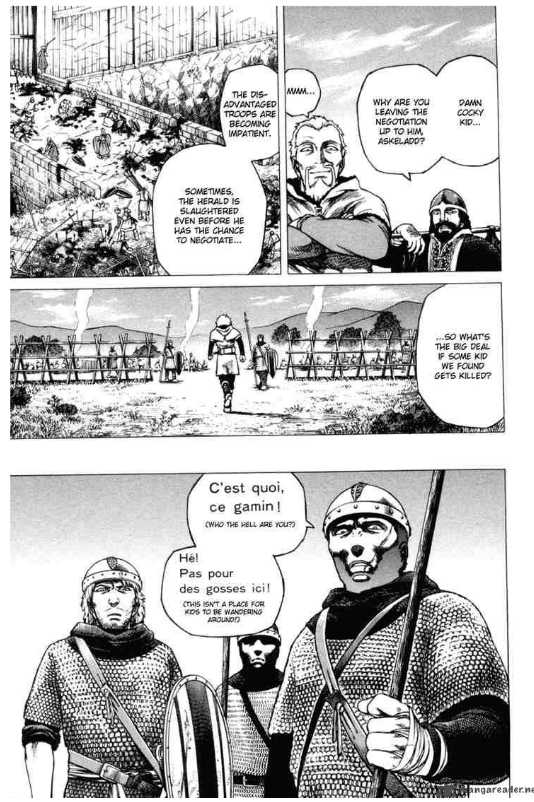 DAMN
COCKY
KID...
WHY ARE YOU
LEAVING THE
NEGOTIATION
UP TO HIM,
ASKELADD?
MMM...
THE DIS-
ADVANTAGED
TROOPS ARE
BECOMING
IMPATIENT.
SOMETIMES,
THE HERALD IS
SLAUGHTERED
EVEN BEFORE HE
HAS THE CHANCE
TO NEGOTIATE...
...SO WHAT'S
THE BIG DEAL
IF SOME KID
WE FOUND
GETS KILLED?
C'est quoi,
ce gamin!
(WHO THE HELL ARE YOU?)
Hé!
Pas pour
des gosses ici!
(THIS ISN'T A PLACE FOR
KIDS TO BE WANDERING
AROUND!)
mangareader.net